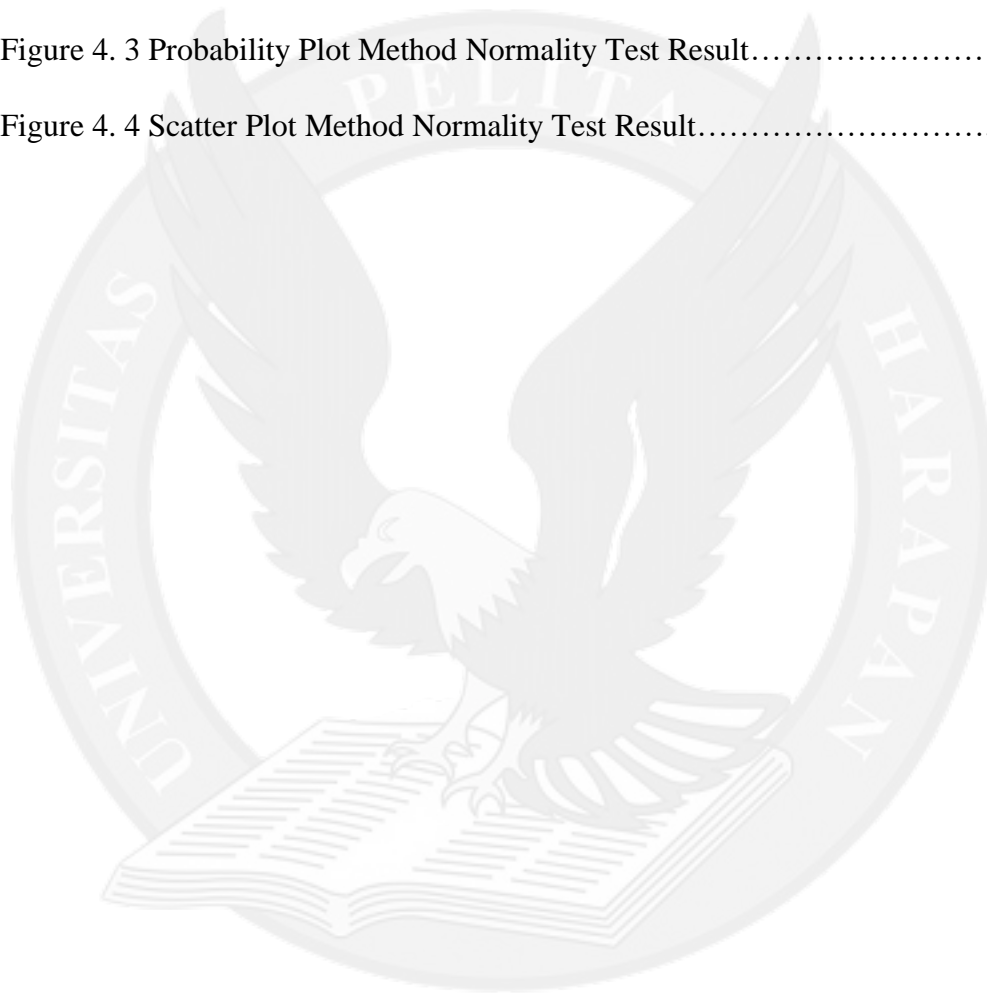 Figure 4. 3 Probability Plot Method Normality Test Result……………………
Figure 4. 4 Scatter Plot Method Normality Test Result…………………………
UNIVERSITAS PELITA HARAPAN